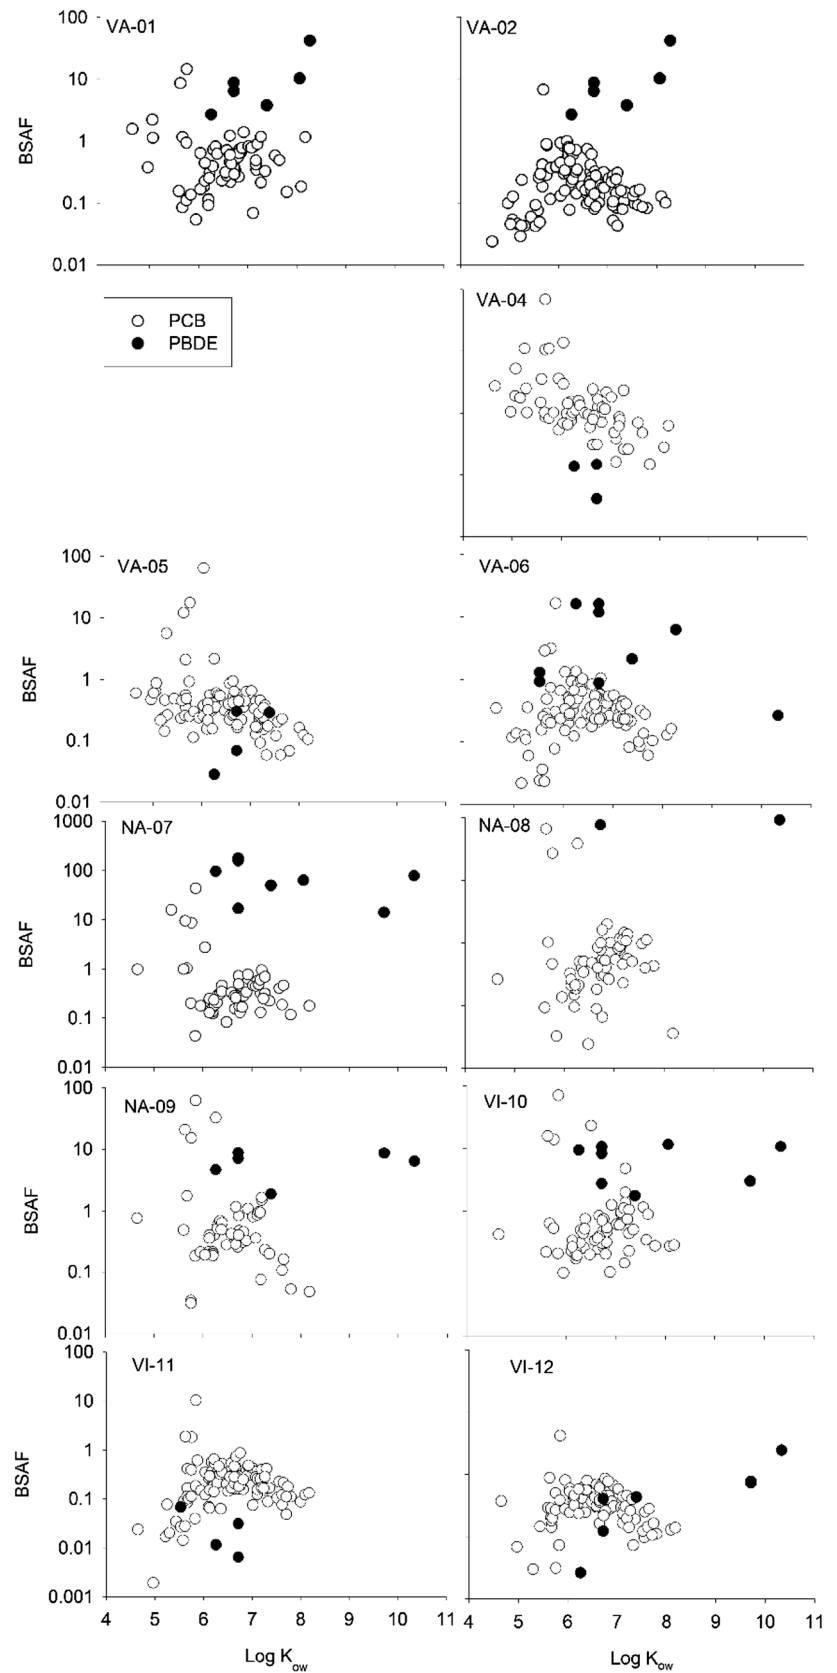 VA-01
VA-02
100
10
1
0.1
0.01
BSAF
PCB
PBDE
VA-04
VA-05
VA-06
100
10
1
0.1
0.01
BSAF
NA-07
NA-08
1000
100
10
1
0.1
0.01
BSAF
NA-09
VI-10
100
10
1
0.1
0.01
BSAF
VI-11
VI-12
100
10
1
0.1
0.01
0.001
BSAF
4 5 6 7 8 9 10 11
4 5 6 7 8 9 10 11
Log Kow
Log Kow